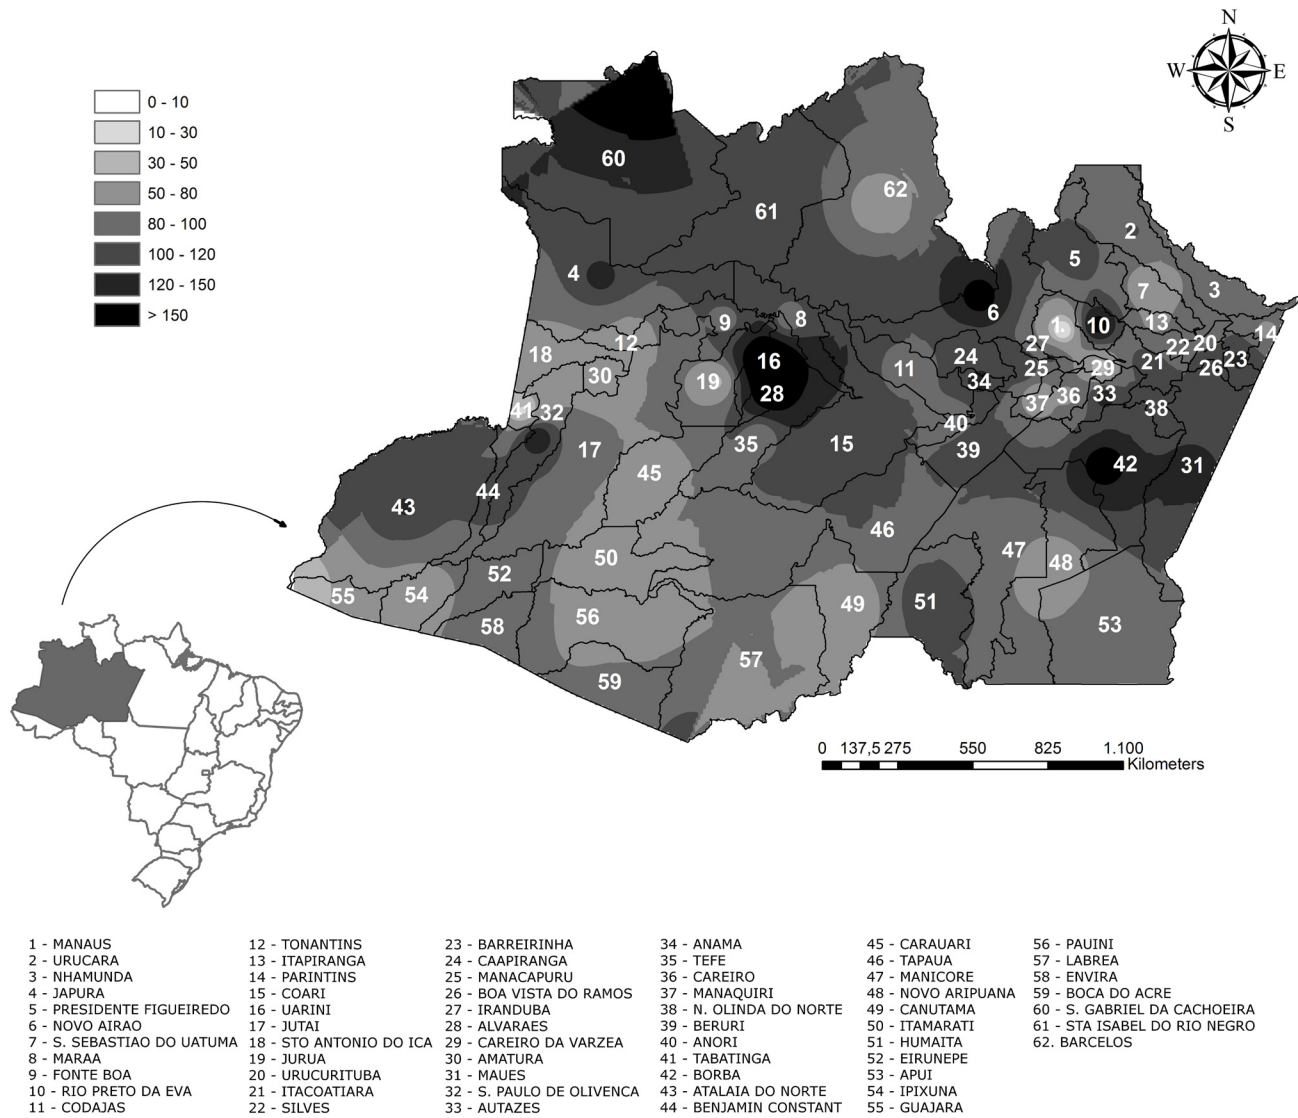 N
W E
S
0 - 10
10 - 30
30 - 50
50 - 80
80 - 100
100 - 120
120 - 150
> 150
60
62
61
2
5
4
7
3
6
9
8
1.
10
13
14
12
27
22
20
18
16
24
21
23
11
25
29
26
30
19
34
28
36
33
37
38
41
32
40
17
35
15
39
45
42
31
43
44
46
50
47
48
52
55
54
49
51
56
58
53
57
59
0 137,5 275 550 825 1.100
Kilometers
1 - MANAUS
2 - URUCARA
3 - NHAMUNDA
4 - JAPURA
5 - PRESIDENTE FIGUEIREDO
6 - NOVO AIRAO
7 - S. SEBASTIAO DO UATUMA
8 - MARAA
9 - FONTE BOA
10 - RIO PRETO DA EVA
11 - CODAJAS
12 - TONANTINS
13 - ITAPIRANGA
14 - PARINTINS
15 - COARI
16 - UARINI
17 - JUTAI
18 - STO ANTONIO DO ICA
19 - JURUA
20 - URUCURITUBA
21 - ITACOATIARA
22 - SILVES
23 - BARREIRINHA
24 - CAAPIRANGA
25 - MANACAPURU
26 - BOA VISTA DO RAMOS
27 - IRANDUBA
28 - ALVARAES
29 - CAREIRO DA VARZEA
30 - AMATURA
31 - MAUES
32 - S. PAULO DE OLIVENCA
33 - AUTAZES
34 - ANAMA
35 - TEFE
36 - CAREIRO
37 - MANAQUIRI
38 - N. OLINDA DO NORTE
39 - BERURI
40 - ANORI
41 - TABATINGA
42 - BORBA
43 - ATALAIA DO NORTE
44 - BENJAMIN CONSTANT
45 - CARAUARI
46 - TAPAUA
47 - MANICORE
48 - NOVO ARIPUANA
49 - CANUTAMA
50 - ITAMARATI
51 - HUMAITA
52 - EIRUNEPE
53 - APUI
54 - IPIXUNA
55 - GUAJARA
56 - PAUINI
57 - LABREA
58 - ENVIRA
59 - BOCA DO ACRE
60 - S. GABRIEL DA CACHOEIRA
61 - STA ISABEL DO RIO NEGRO
62. BARCELOS